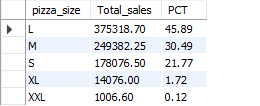 pizza_size Total_sales PCT
L 375318.70 45.89
M 249382.25 30.49
S 178076.50 21.77
XL 14076.00 1.72
XXL 1006.60 0.12